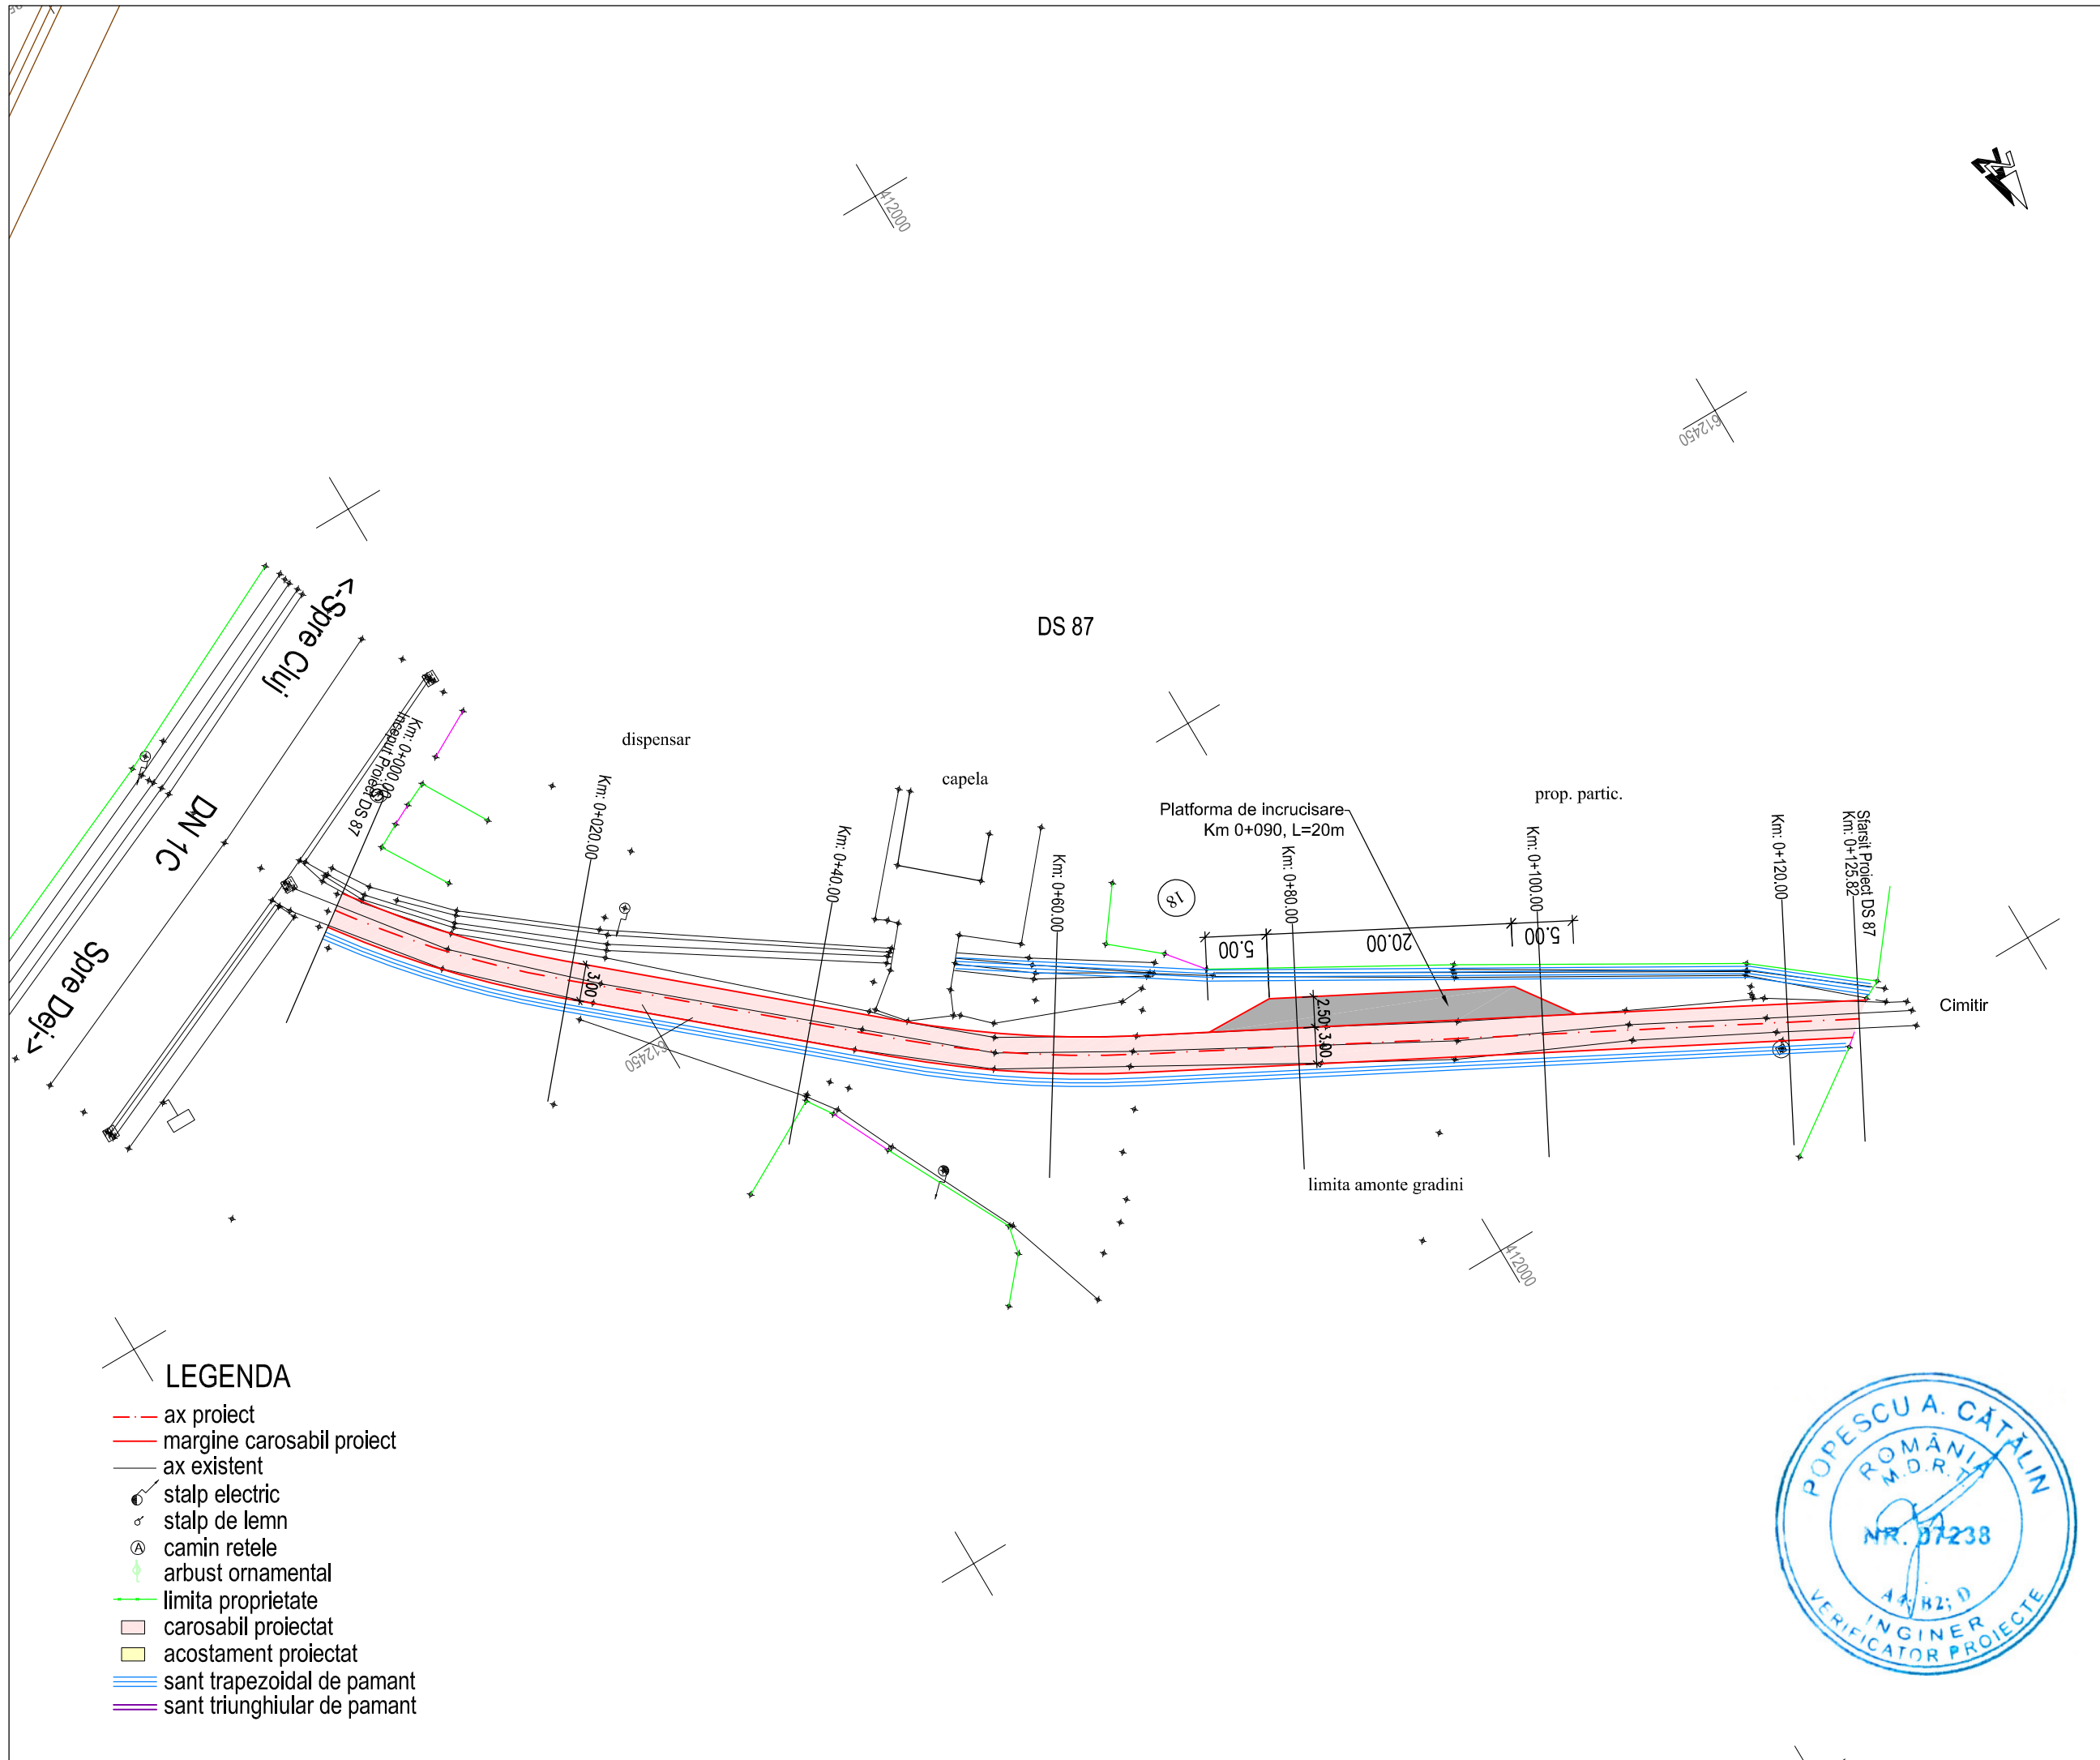 412000
612450
DS 87
<-Spre Cluj
DN 1C
Spre Dej->
Km: 0+000.00
Inceput Proiect DS 87
dispensar
Km: 0+020.00
capela
Km: 0+40.00
Km: 0+60.00
Platforma de incrucisare
Km 0+090, L=20m
18
prop. partic.
Km: 0+80.00
Km: 0+100.00
Km: 0+120.00
Sfarsit Proiect DS 87
Km: 0+125.82
5.00
20.00
5.00
3.00
2.50
3.00
Cimitir
612450
limita amonte gradini
412000
LEGENDA
ax proiect
margine carosabil proiect
ax existent
stalp electric
stalp de lemn
A camin retele
arbust ornamental
limita proprietate
carosabil proiectat
acostament proiectat
sant trapezoidal de pamant
sant triunghiular de pamant
POPESCU A. CĂTĂLIN
ROMÂNIA
M.D.R.T.
NR. 07238
A4; B2; D
INGINER
VERIFICATOR PROIECTE